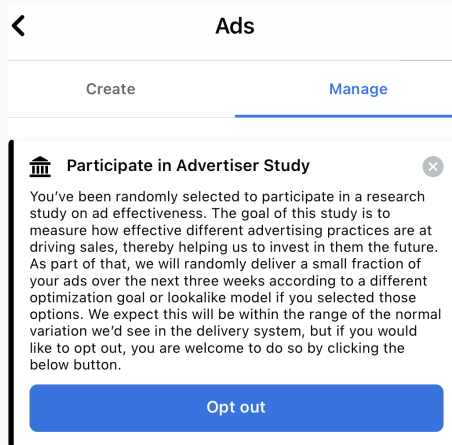 Ads
Create Manage
Participate in Advertiser Study
You've been randomly selected to participate in a research
study on ad effectiveness. The goal of this study is to
measure how effective different advertising practices are at
driving sales, thereby helping us to invest in them the future.
As part of that, we will randomly deliver a small fraction of
your ads over the next three weeks according to a different
optimization goal or lookalike model if you selected those
options. We expect this will be within the range of the normal
variation we'd see in the delivery system, but if you would
like to opt out, you are welcome to do so by clicking the
below button.
Opt out